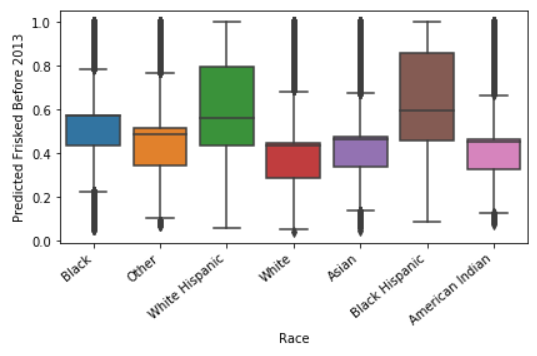 Predicted Frisked Before 2013
1.0
0.8
0.6
0.4
0.2
0.0
Black
Other
White Hispanic
White
Asian
Black Hispanic
American Indian
Race